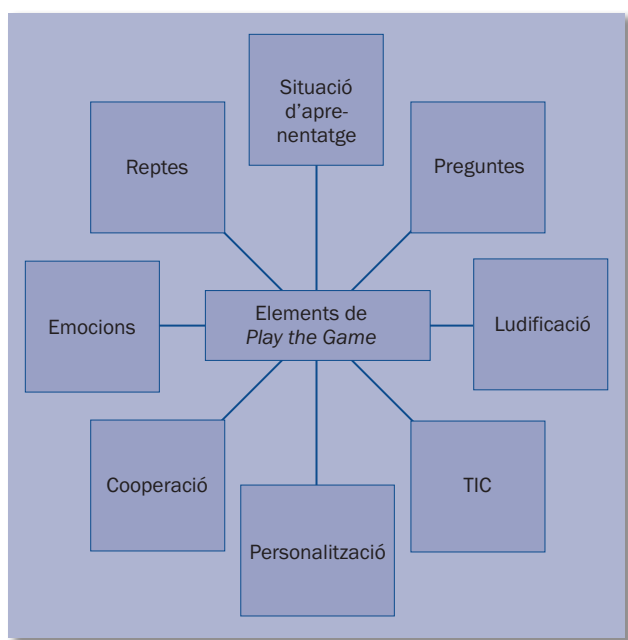 Situació
d'apre-
nentatge
Reptes
Preguntes
Elements de
Play the Game
Emocions
Ludificació
Cooperació
TIC
Personalització